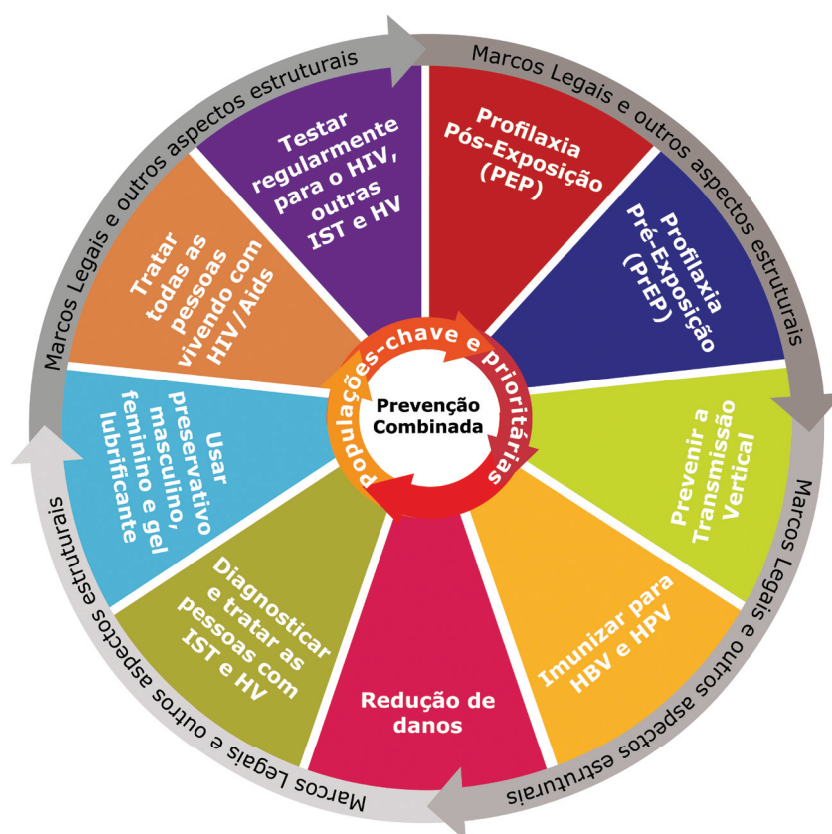 Marcos Legais e outros aspectos estruturais
Marcos Legais e outros aspectos estruturais
Marcos Legais e outros aspectos estruturais
Marcos Legais e outros aspectos estruturais
Testar
regularmente
para o HIV,
outras
IST e HV
Profilaxia
Pós-Exposição
(PEP)
Profilaxia
Pré-Exposição
(PrEP)
Prevenir a
Transmissão
Vertical
Imunizar para
HBV e HPV
Redução de
danos
Diagnosticar
e tratar as
pessoas com
IST e HV
Usar
preservativo
masculino,
feminino e gel
lubrificante
Tratar
todas as
pessoas
vivendo com
HIV/Aids
Populações-chave e prioritárias
Prevenção
Combinada